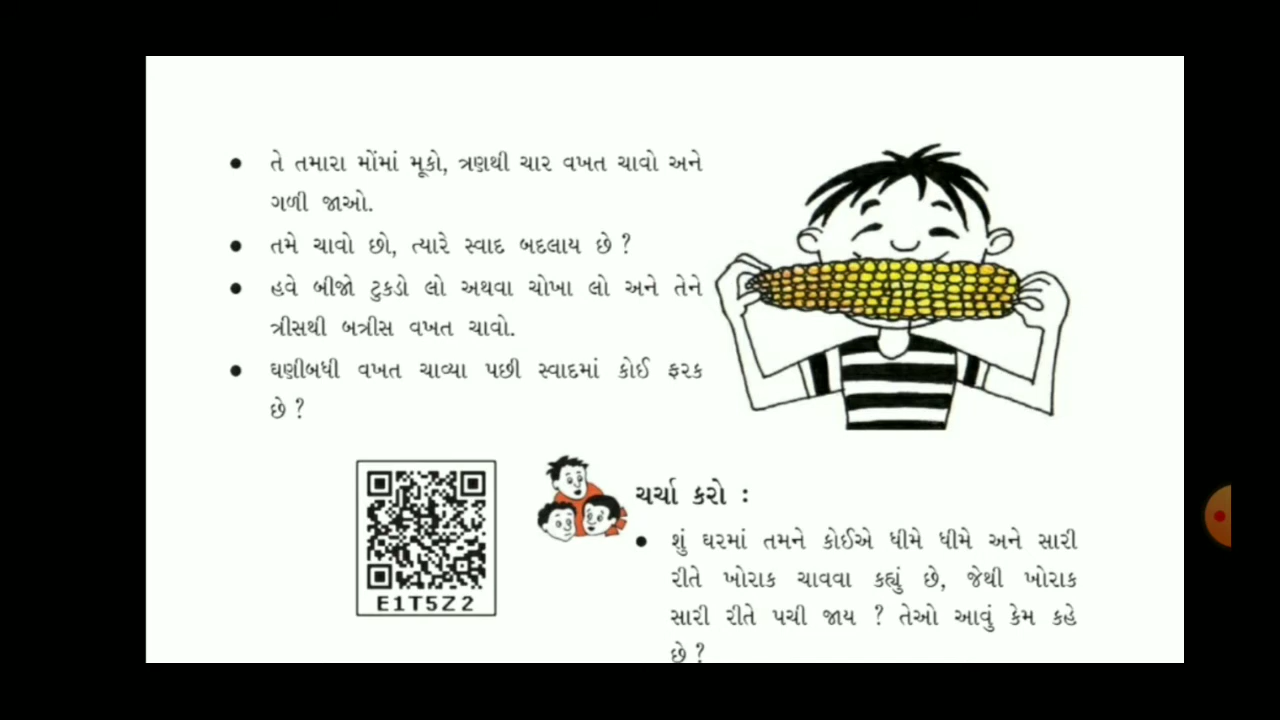 ● તે તમારા મોંમાં મૂકો, ત્રણથી ચાર વખત ચાવો અને
ગળી જાઓ.
● તમે ચાવો છો, ત્યારે સ્વાદ બદલાય છે ?
● હવે બીજો ટુકડો લો અથવા ચોખા લો અને તેને
ત્રીસથી બત્રીસ વખત ચાવો.
● ઘણીબધી વખત ચાવ્યા પછી સ્વાદમાં કોઈ ફરક
છે ?
E1T5Z2
ચર્ચા કરો :
● શું ઘરમાં તમને કોઈએ ધીમે ધીમે અને સારી
રીતે ખોરાક ચાવવા કહ્યું છે, જેથી ખોરાક
સારી રીતે પચી જાય ? તેઓ આવું કેમ કહે
છે ?